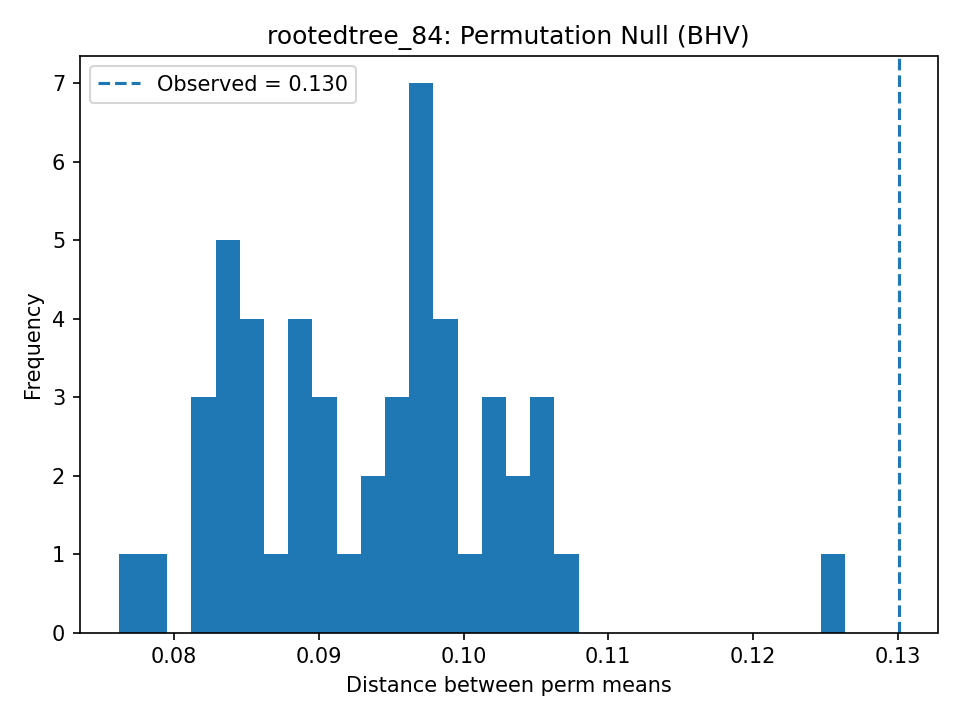 rootedtree_84: Permutation Null (BHV)
Observed = 0.130
7
6
5
4
3
2
1
0
Frequency
0.08 0.09 0.10 0.11 0.12 0.13
Distance between perm means